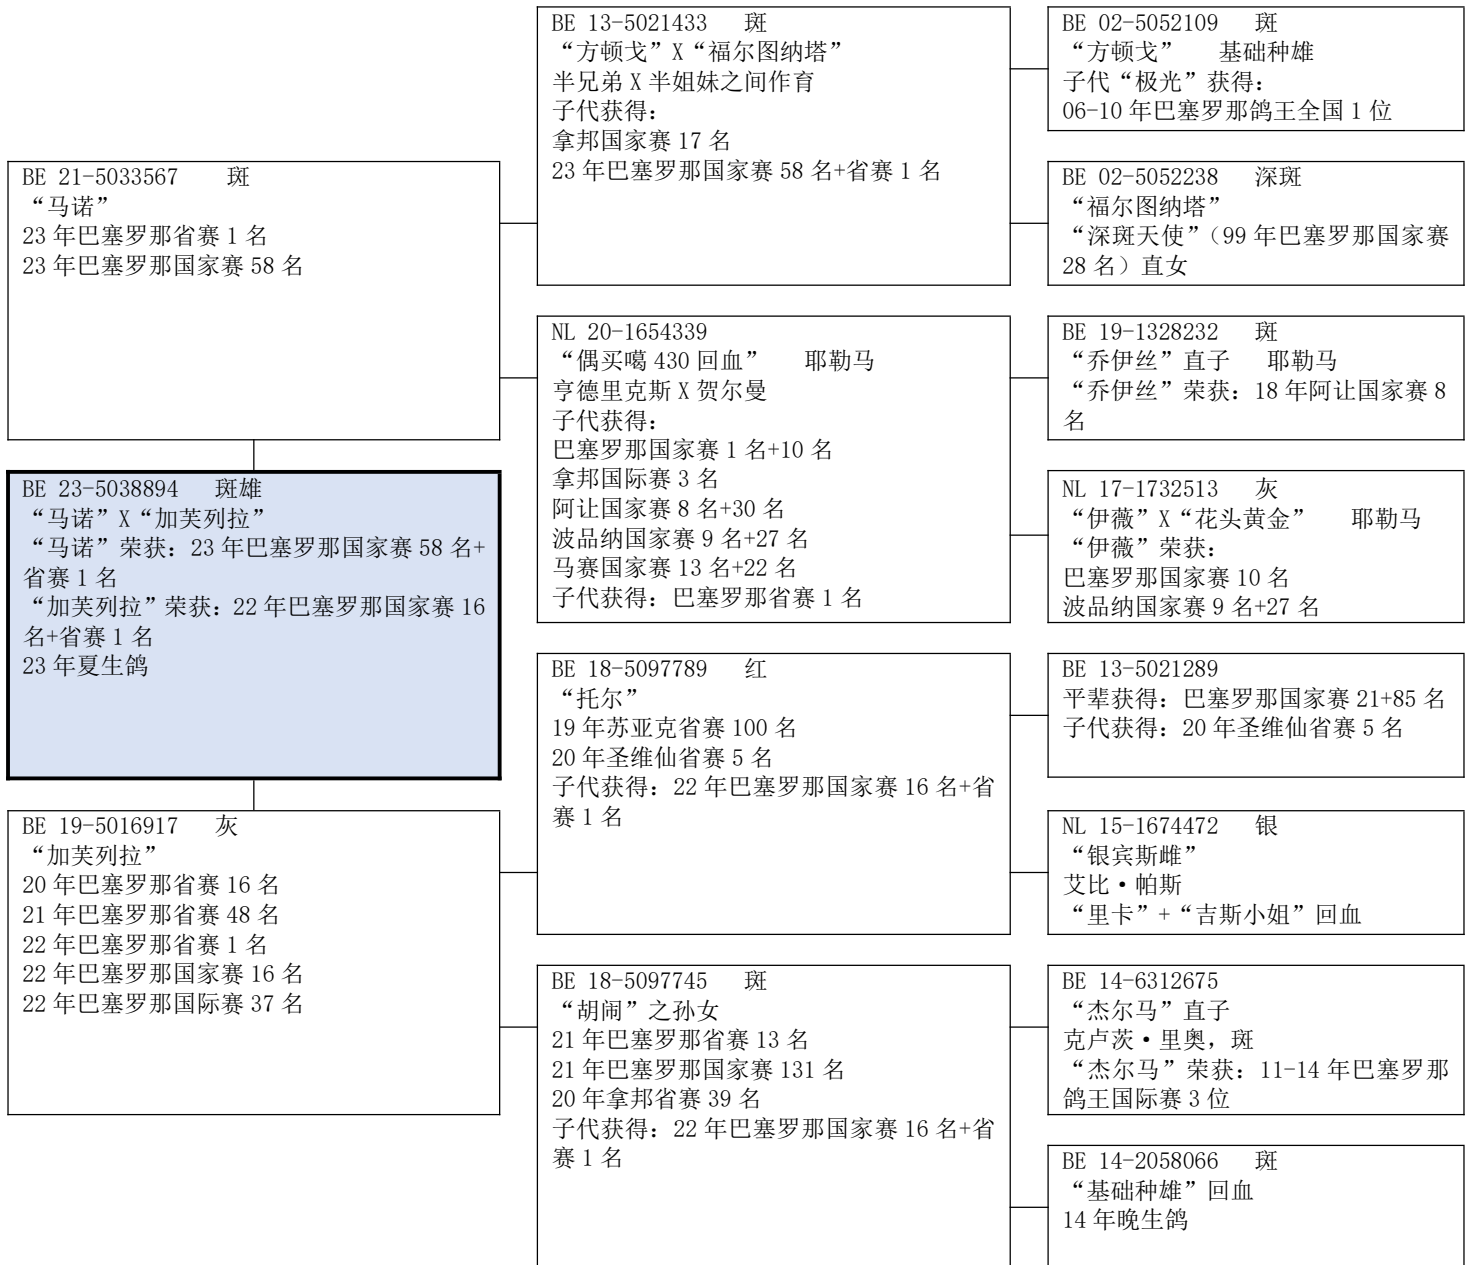 BE 21-5033567 斑
“马诺”
23 年巴塞罗那省赛 1 名
23 年巴塞罗那国家赛 58 名
BE 23-5038894 斑雄
“马诺”X“加芙列拉”
“马诺”荣获：23 年巴塞罗那国家赛 58 名+
省赛 1 名
“加芙列拉”荣获：22 年巴塞罗那国家赛 16
名+省赛 1 名
23 年夏生鸽
BE 19-5016917 灰
“加芙列拉”
20 年巴塞罗那省赛 16 名
21 年巴塞罗那省赛 48 名
22 年巴塞罗那省赛 1 名
22 年巴塞罗那国家赛 16 名
22 年巴塞罗那国际赛 37 名
BE 13-5021433 斑
“方顿戈”X“福尔图纳塔”
半兄弟 X 半姐妹之间作育
子代获得：
拿邦国家赛 17 名
23 年巴塞罗那国家赛 58 名+省赛 1 名
NL 20-1654339
“偶买噶 430 回血” 耶勒马
亨德里克斯 X 贺尔曼
子代获得：
巴塞罗那国家赛 1 名+10 名
拿邦国际赛 3 名
阿让国家赛 8 名+30 名
波品纳国家赛 9 名+27 名
马赛国家赛 13 名+22 名
子代获得：巴塞罗那省赛 1 名
BE 18-5097789 红
“托尔”
19 年苏亚克省赛 100 名
20 年圣维仙省赛 5 名
子代获得：22 年巴塞罗那国家赛 16 名+省
赛 1 名
BE 18-5097745 斑
“胡闹”之孙女
21 年巴塞罗那省赛 13 名
21 年巴塞罗那国家赛 131 名
20 年拿邦省赛 39 名
子代获得：22 年巴塞罗那国家赛 16 名+省
赛 1 名
BE 02-5052109 斑
“方顿戈” 基础种雄
子代“极光”获得：
06-10 年巴塞罗那鸽王全国 1 位
BE 02-5052238 深斑
“福尔图纳塔”
“深斑天使”（99 年巴塞罗那国家赛
28 名）直女
BE 19-1328232 斑
“乔伊丝”直子 耶勒马
“乔伊丝”荣获：18 年阿让国家赛 8
名
NL 17-1732513 灰
“伊薇”X“花头黄金” 耶勒马
“伊薇”荣获：
巴塞罗那国家赛 10 名
波品纳国家赛 9 名+27 名
BE 13-5021289
平辈获得：巴塞罗那国家赛 21+85 名
子代获得：20 年圣维仙省赛 5 名
NL 15-1674472 银
“银宾斯雌”
艾比·帕斯
“里卡”+“吉斯小姐”回血
BE 14-6312675
“杰尔马”直子
克卢茨·里奥，斑
“杰尔马”荣获：11-14 年巴塞罗那
鸽王国际赛 3 位
BE 14-2058066 斑
“基础种雄”回血
14 年晚生鸽